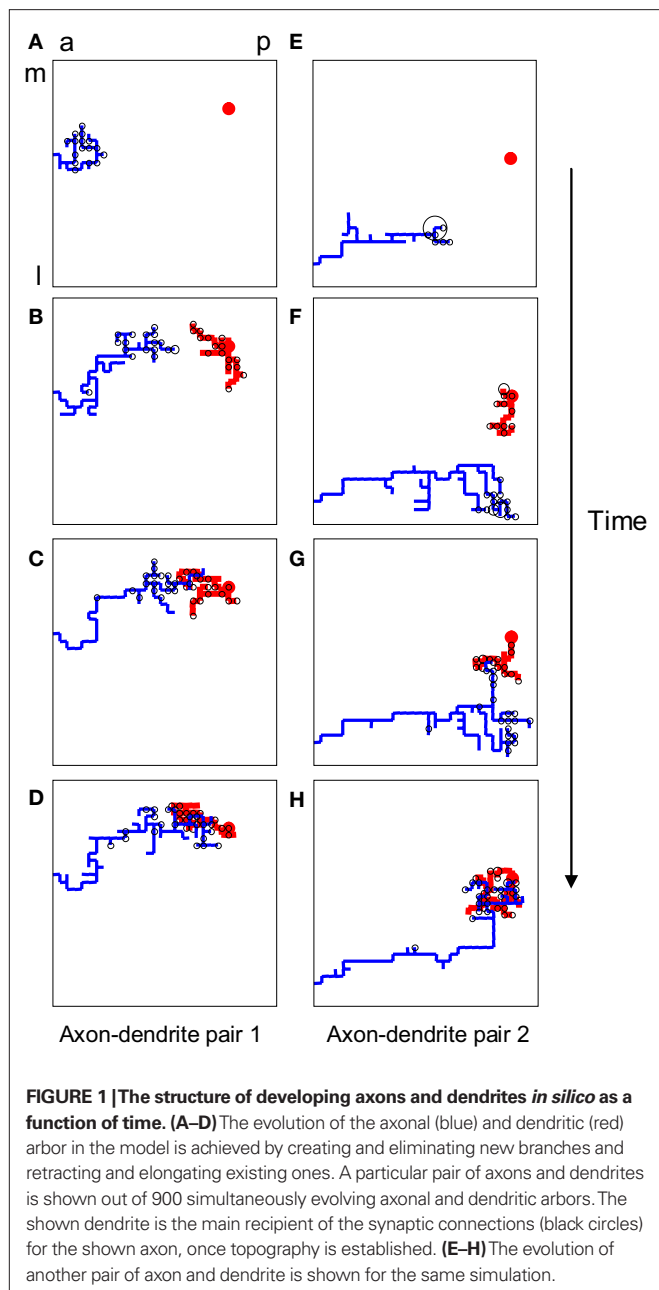 A a p E
m
l
B F
Time
C G
D H
Axon-dendrite pair 1 Axon-dendrite pair 2
FIGURE 1 | The structure of developing axons and dendrites in silico as a
function of time. (A–D) The evolution of the axonal (blue) and dendritic (red)
arbor in the model is achieved by creating and eliminating new branches and
retracting and elongating existing ones. A particular pair of axons and dendrites
is shown out of 900 simultaneously evolving axonal and dendritic arbors. The
shown dendrite is the main recipient of the synaptic connections (black circles)
for the shown axon, once topography is established. (E–H) The evolution of
another pair of axon and dendrite is shown for the same simulation.